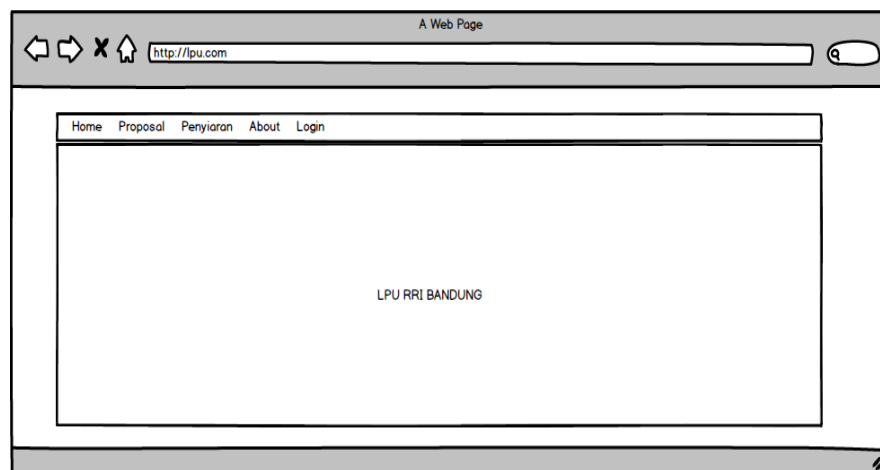 A Web Page
http://lpu.com
Home Proposal Penyiaran About Login
LPU RRI BANDUNG